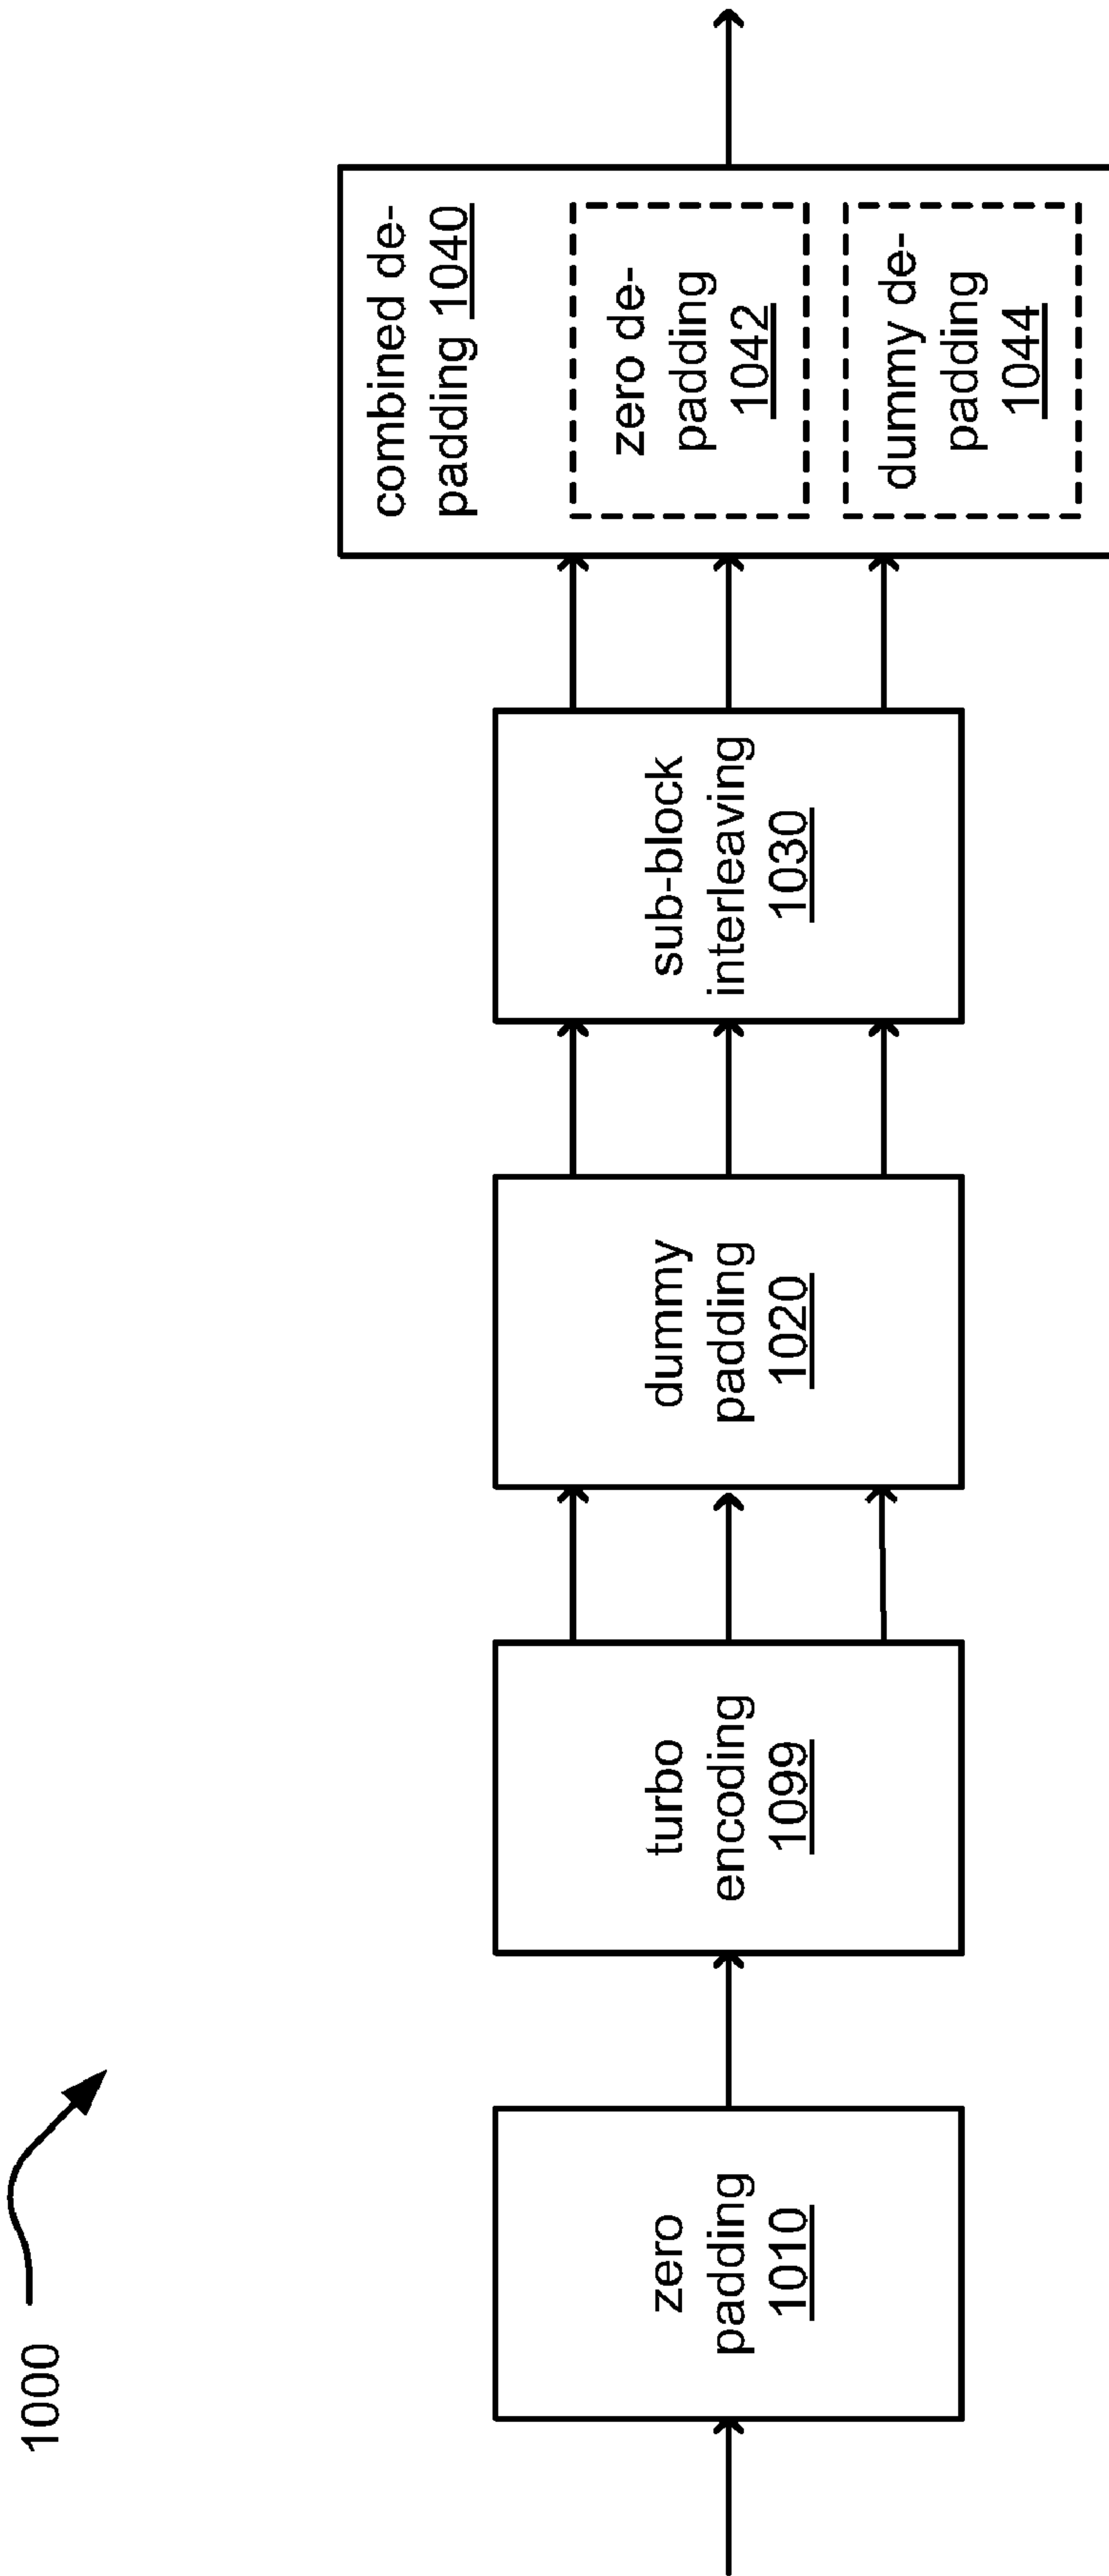 1000
zero
padding
1010
turbo
encoding
1099
dummy
padding
1020
sub-block
interleaving
1030
combined de-
padding 1040
zero de-
padding
1042
dummy de-
padding
1044